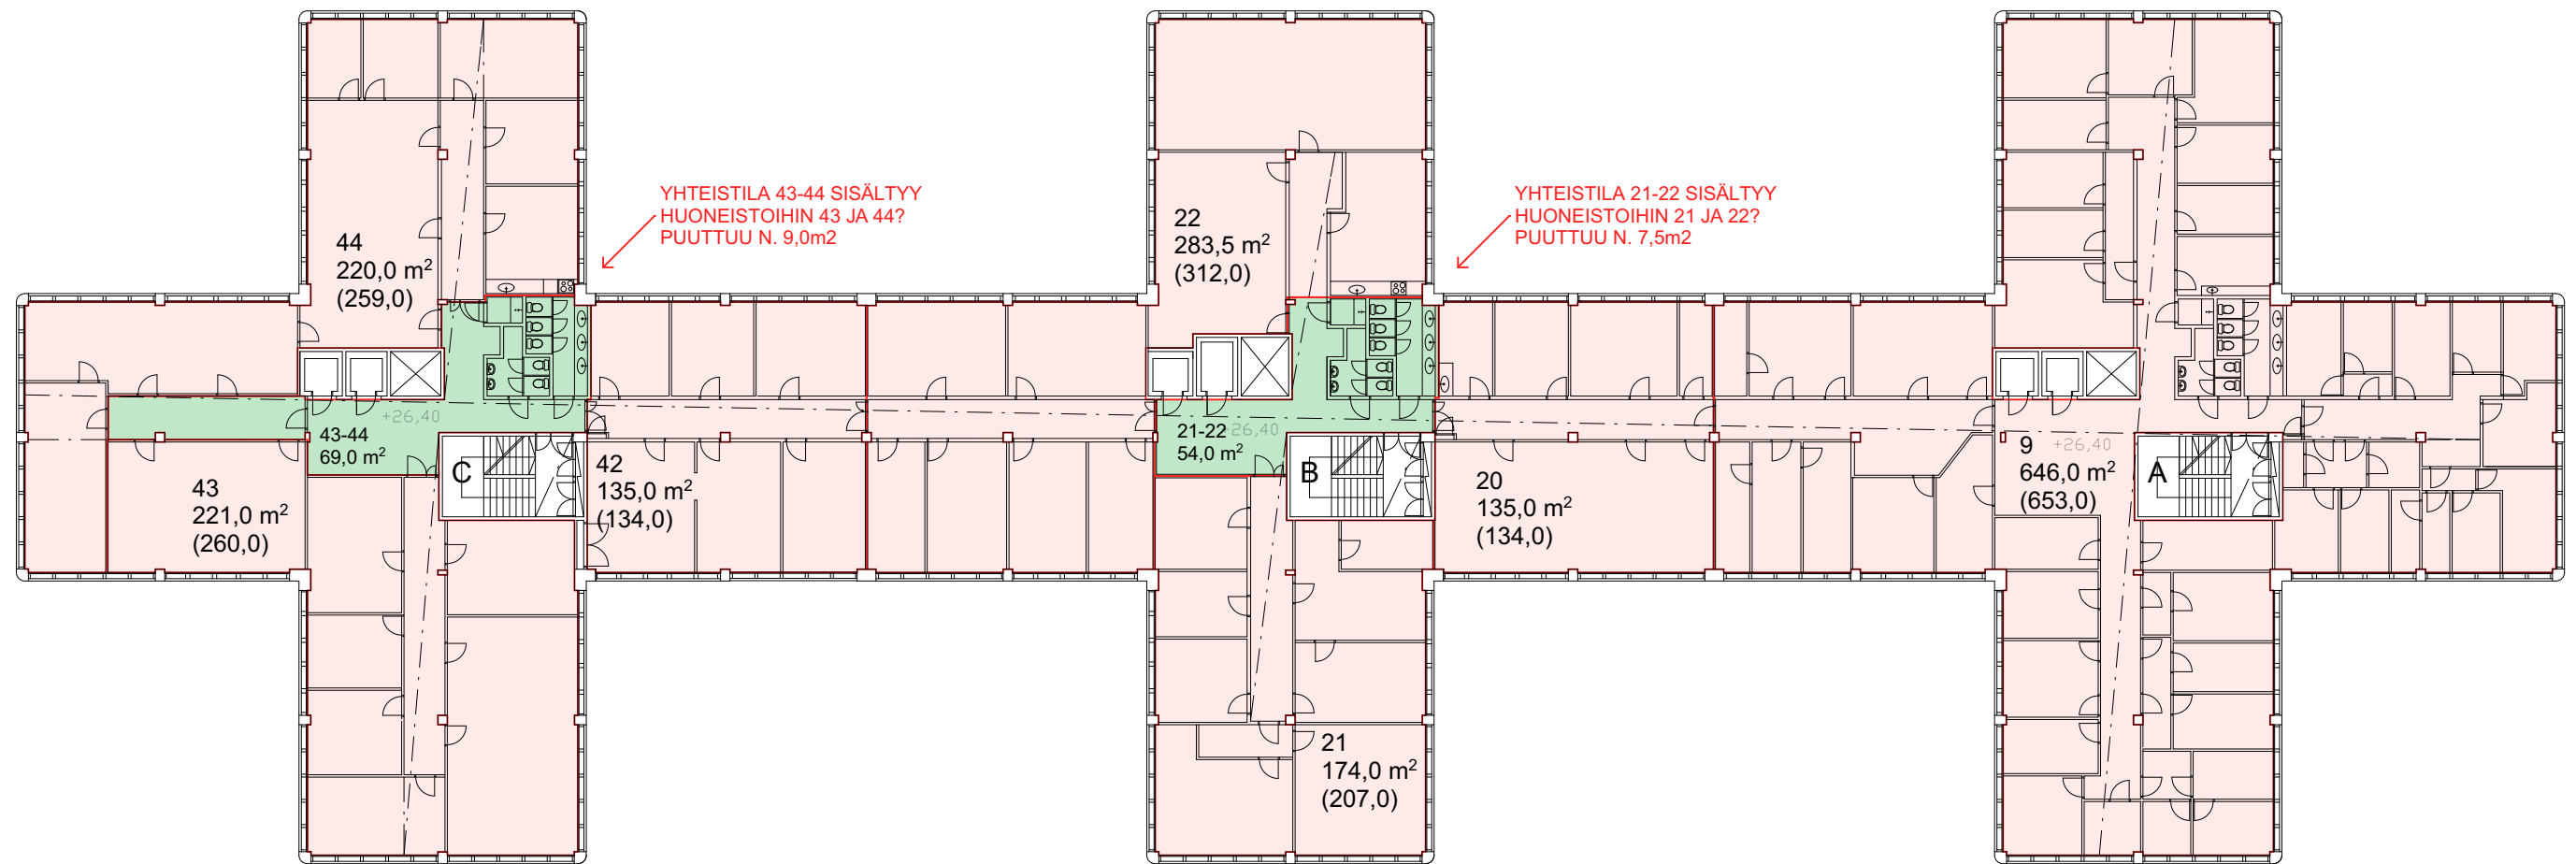 YHTEISTILA 43-44 SISÄLTYY
HUONEISTOIHIN 43 JA 44?
PUUTTUU N. 9,0m2
YHTEISTILA 21-22 SISÄLTYY
HUONEISTOIHIN 21 JA 22?
PUUTTUU N. 7,5m2
44
220,0 m²
(259,0)
22
283,5 m²
(312,0)
+26,40
43-44
69,0 m²
+26,40
21-22
54,0 m²
+26,40
C
B
A
43
221,0 m²
(260,0)
42
135,0 m²
(134,0)
20
135,0 m²
(134,0)
9
646,0 m²
(653,0)
21
174,0 m²
(207,0)